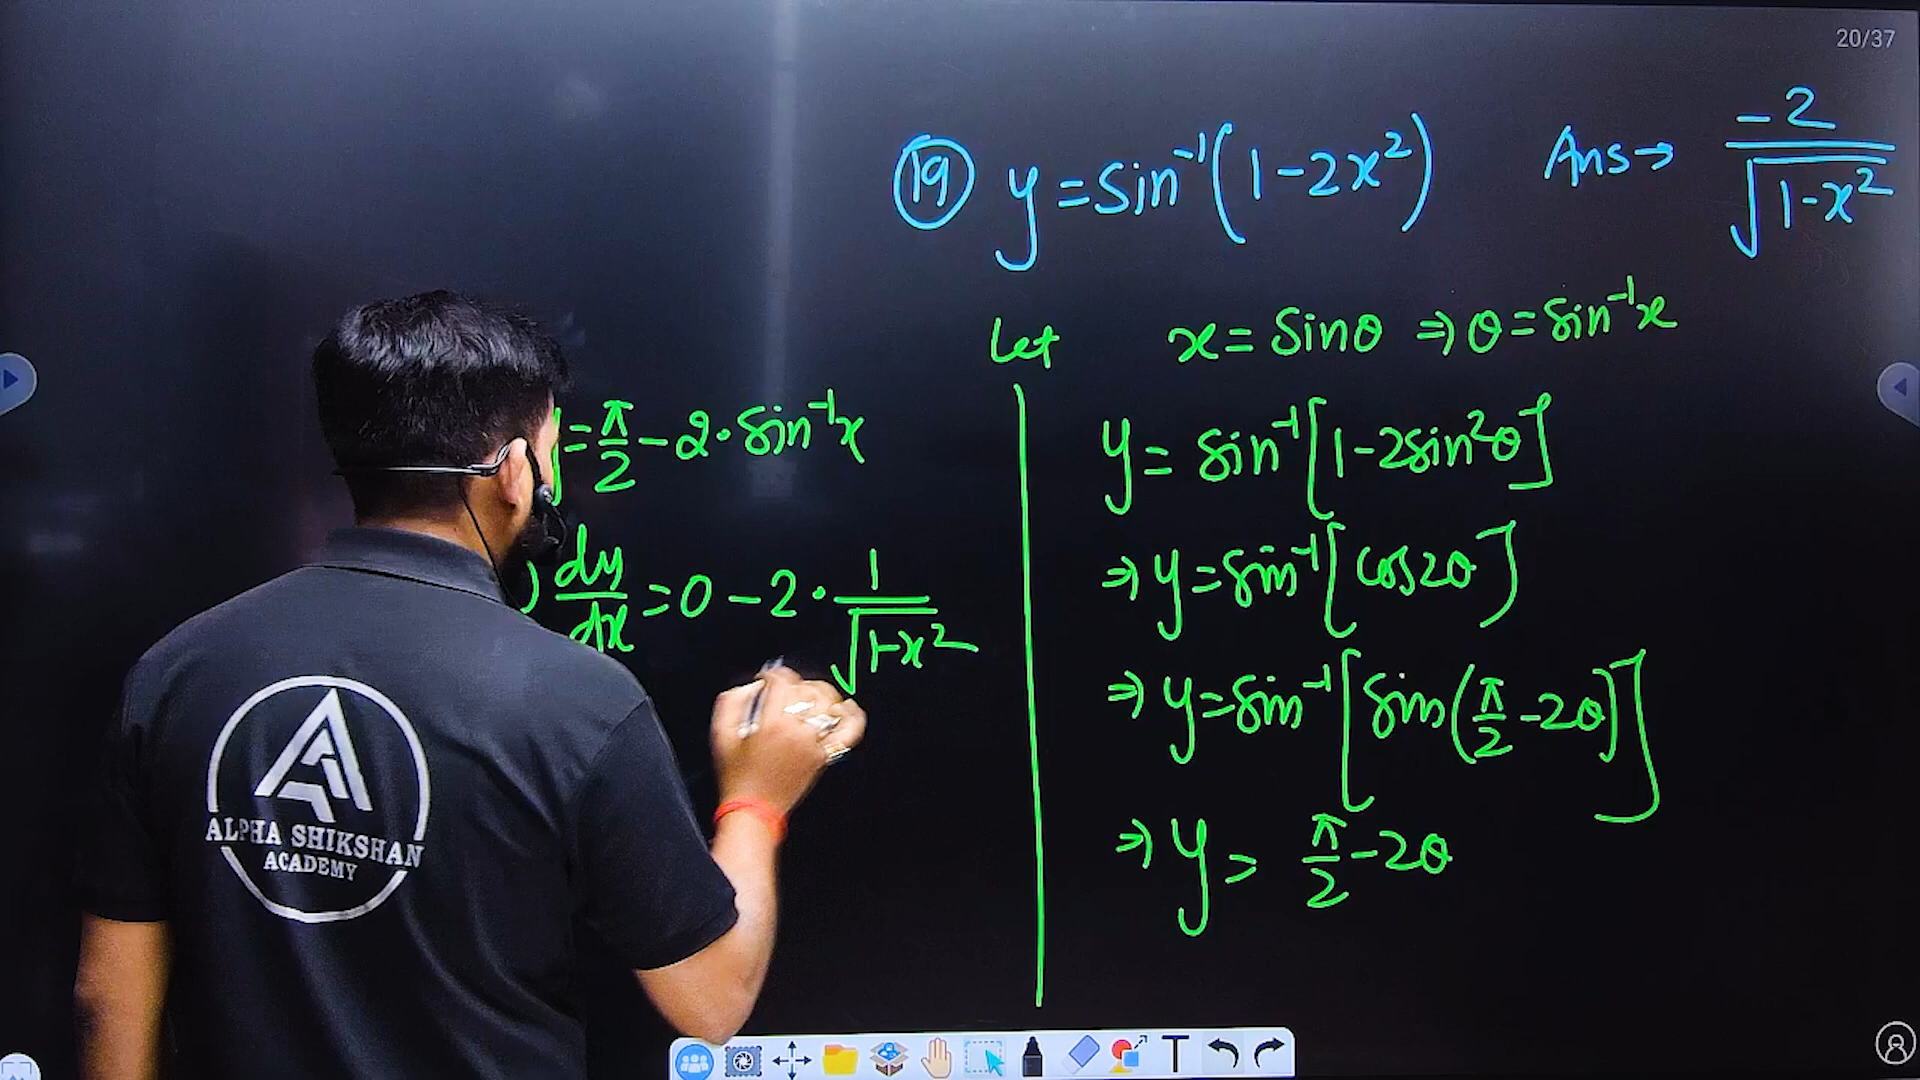 20/37
(19) y = sin⁻¹(1-2x²) Ans→ -2/√(1-x²)
Let x = Sinθ ⇒ θ = sin⁻¹x
y = sin⁻¹[1-2sin²θ]
⇒ y = sin⁻¹[cos2θ]
⇒ y = sin⁻¹[sin(π/2 - 2θ)]
⇒ y = π/2 - 2θ
= π/2 - 2·sin⁻¹x
dy/dx = 0 - 2·1/√(1-x²)
ALPHA SHIKSHAN
ACADEMY
T